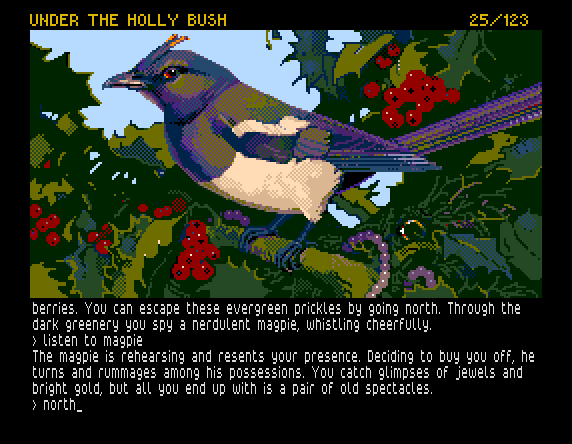 UNDER THE HOLLY BUSH 25/123
berries. You can escape these evergreen prickles by going north. Through the
dark greenery you spy a nerdulent magpie, whistling cheerfully.
> listen to magpie
The magpie is rehearsing and resents your presence. Deciding to buy you off, he
turns and rummages among his possessions. You catch glimpses of jewels and
bright gold, but all you end up with is a pair of old spectacles.
> north_